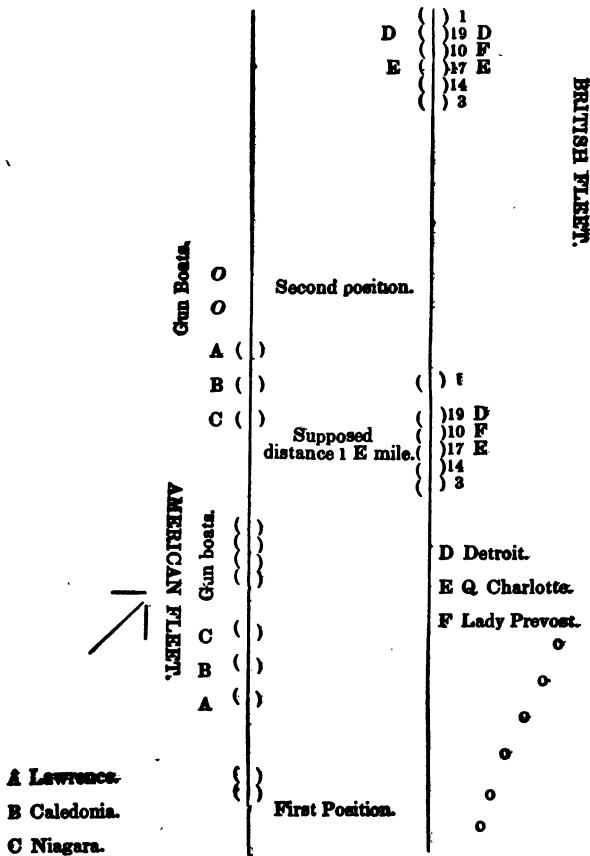 ( ) 1
D ( ) 19 D
( ) 10 F
E ( ) 17 E
( ) 14
( ) 3
BRITISH FLEET.
Gun Boats.
O
O
Second position.
A ( )
B ( )
C ( )
( ) 1
( ) 19 D
( ) 10 F
( ) 17 E
( ) 14
( ) 3
Supposed
distance 1 E mile.
AMERICAN FLEET.
Gun boats.
C ( )
B ( )
A ( )
D Detroit.
E Q Charlotte.
F Lady Prevost.
o
o
o
o
o
o
First Position.
A Lawrence.
B Caledonia.
C Niagara.